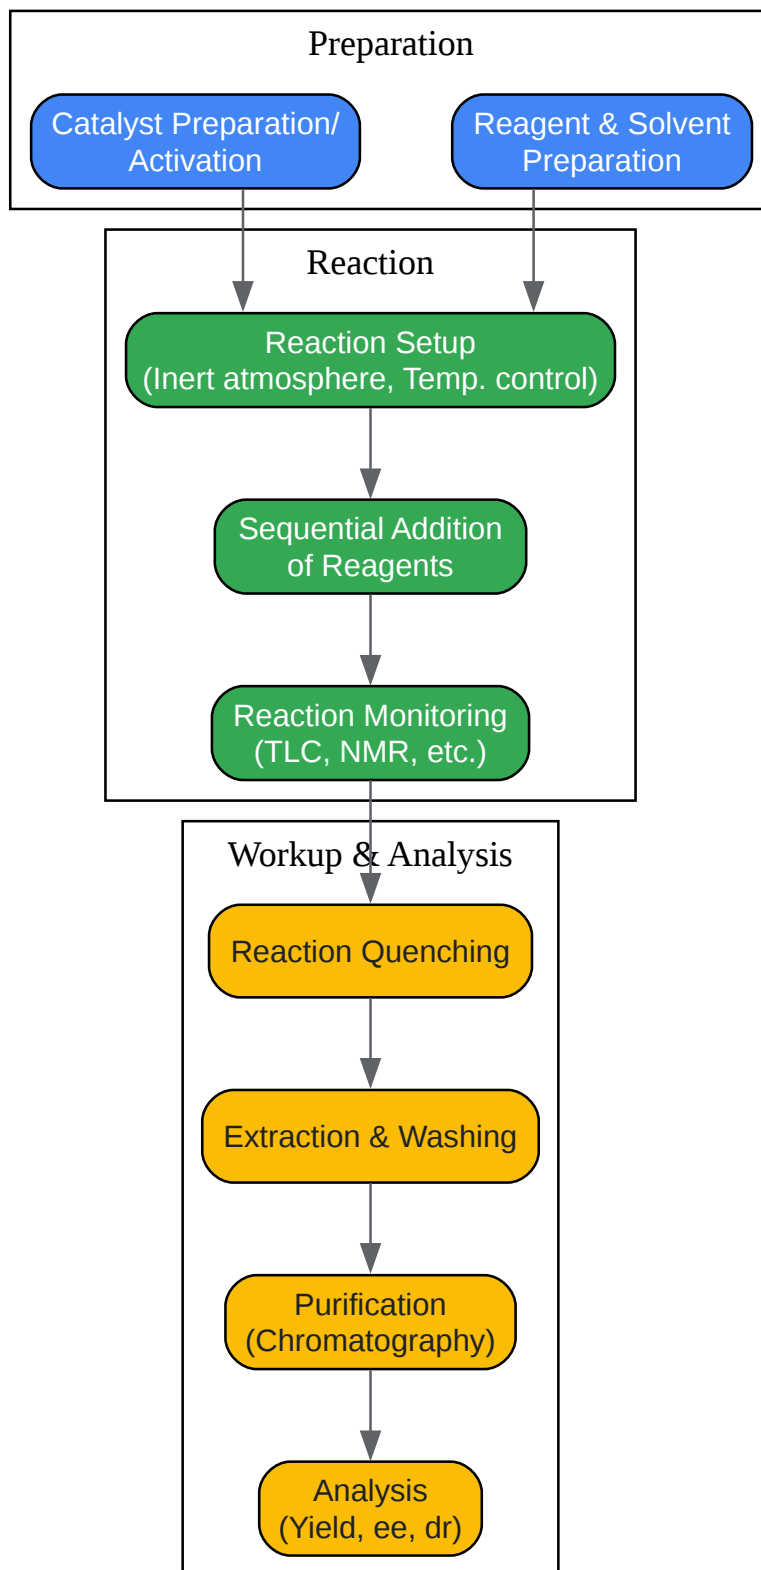 Preparation
Catalyst Preparation/
Activation
Reagent & Solvent
Preparation
Reaction
Reaction Setup
(Inert atmosphere, Temp. control)
Sequential Addition
of Reagents
Reaction Monitoring
(TLC, NMR, etc.)
Workup & Analysis
Reaction Quenching
Extraction & Washing
Purification
(Chromatography)
Analysis
(Yield, ee, dr)